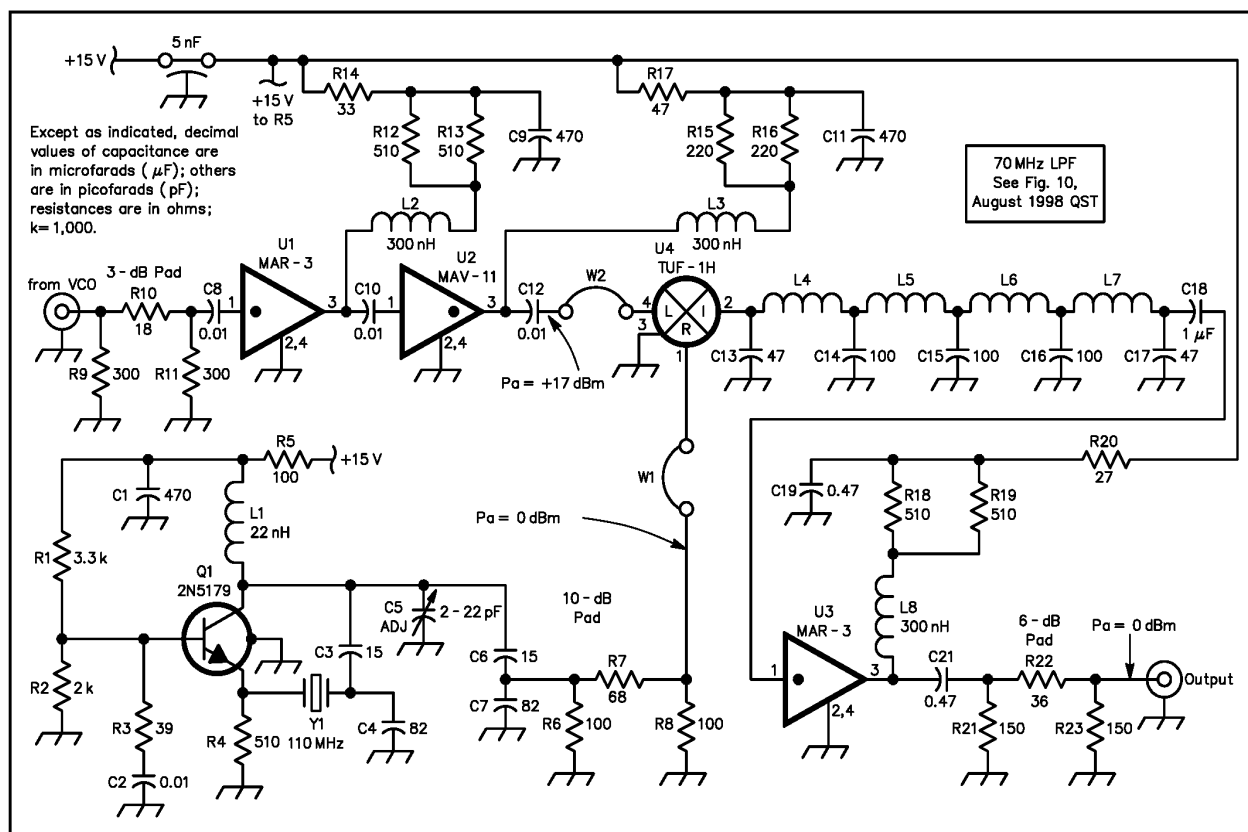 5 nF
+15 V
+15 V
to R5
R14
33
R17
47
R12
510
R13
510
C9
470
R15
220
R16
220
C11
470
Except as indicated, decimal
values of capacitance are
in microfarads ( µF); others
are in picofarads ( pF);
resistances are in ohms;
k= 1,000.
70 MHz LPF
See Fig. 10,
August 1998 QST
L2
300 nH
L3
300 nH
3-dB Pad
from VCO
R10
18
C8
0.01
1
U1
MAR-3
3
2,4
C10
0.01
1
U2
MAV-11
3
2,4
C12
0.01
W2
U4
TUF-1H
4
L
I
R
3
2
1
L4
L5
L6
L7
C18
1 µF
R9
300
R11
300
Pa = +17 dBm
C13
47
C14
100
C15
100
C16
100
C17
47
R5
100
+15 V
C1
470
L1
22 nH
R1
3.3 k
Q1
2N5179
R2
2 k
R3
39
C2
0.01
R4
510
Y1
110 MHz
C3
15
C4
82
C5
ADJ
2-22 pF
C6
15
C7
82
10-dB
Pad
R7
68
R6
100
R8
100
W1
Pa = 0 dBm
C19
0.47
R18
510
R19
510
R20
27
L8
300 nH
U3
MAR-3
1
3
2,4
C21
0.47
6-dB
Pad
R22
36
R21
150
R23
150
Pa = 0 dBm
Output